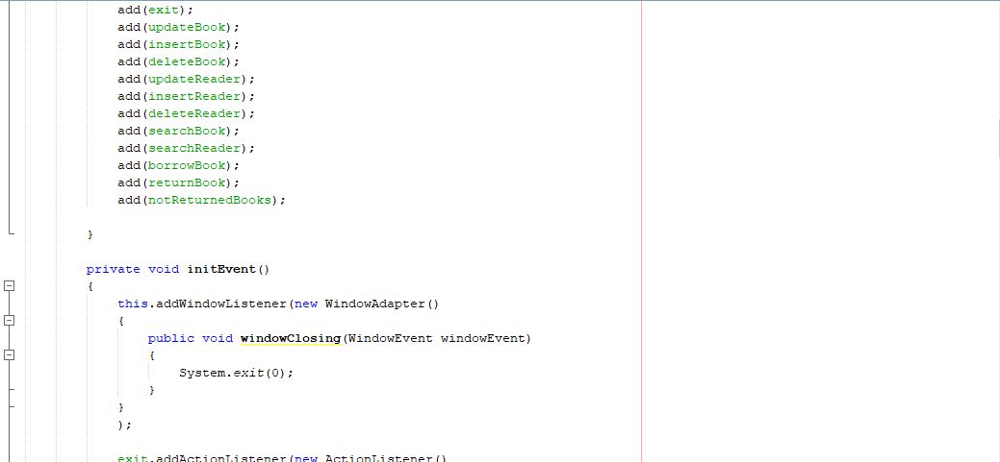 add(exit);
add(updateBook);
add(insertBook);
add(deleteBook);
add(updateReader);
add(insertReader);
add(deleteReader);
add(searchBook);
add(searchReader);
add(borrowBook);
add(returnBook);
add(notReturnedBooks);
}
private void initEvent()
{
this.addWindowListener(new WindowAdapter()
{
public void windowClosing(WindowEvent windowEvent)
{
System.exit(0);
}
}
);
exit.addActionListener(new ActionListener()